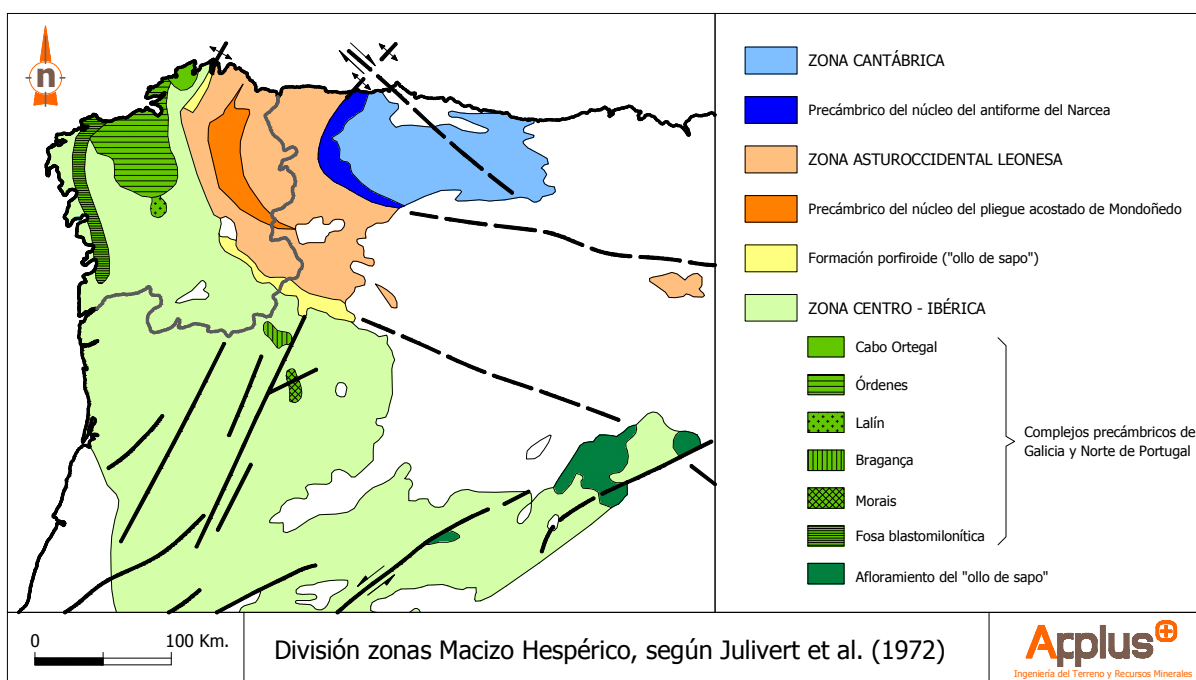 n
ZONA CANTÁBRICA
Precámbrico del núcleo del antiforme del Narcea
ZONA ASTUROCCIDENTAL LEONESA
Precámbrico del núcleo del pliegue acostado de Mondoñedo
Formación porfiroide ("ollo de sapo")
ZONA CENTRO - IBÉRICA
Cabo Ortegal
Órdenes
Lalín
Bragança
Morais
Fosa blastomilonítica
Complejos precámbricos de
Galicia y Norte de Portugal
Afloramiento del "ollo de sapo"
0 100 Km.
División zonas Macizo Hespérico, según Julivert et al. (1972)
Applus+
Ingeniería del Terreno y Recursos Minerales